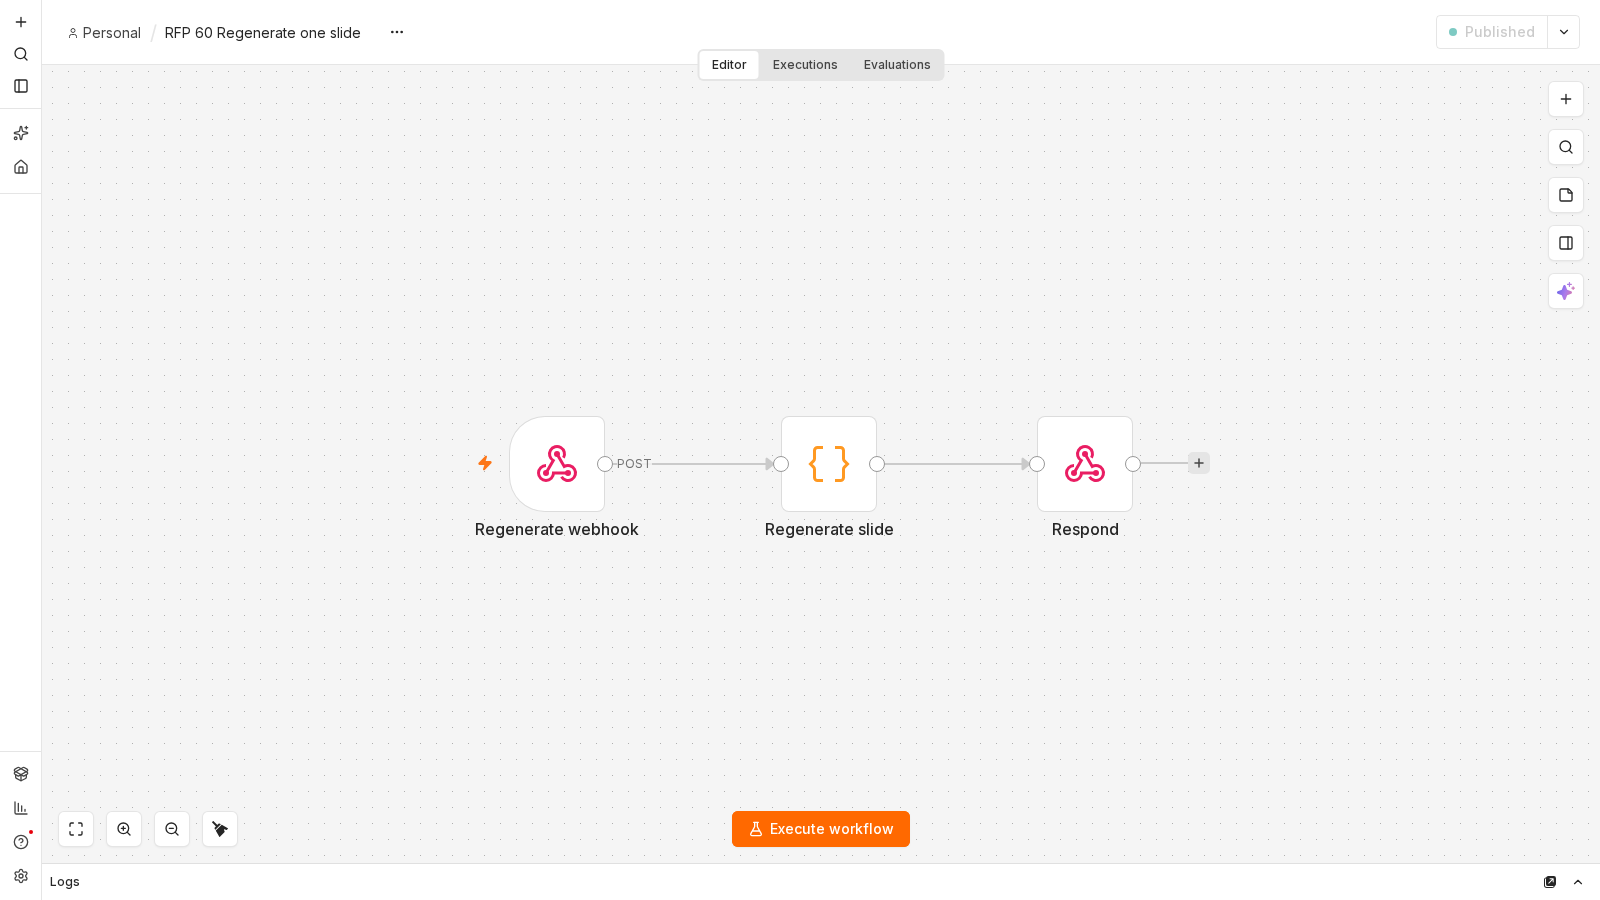 Personal / RFP 60 Regenerate one slide
Published
Editor Executions Evaluations
POST
Regenerate webhook
Regenerate slide
Respond
Execute workflow
Logs